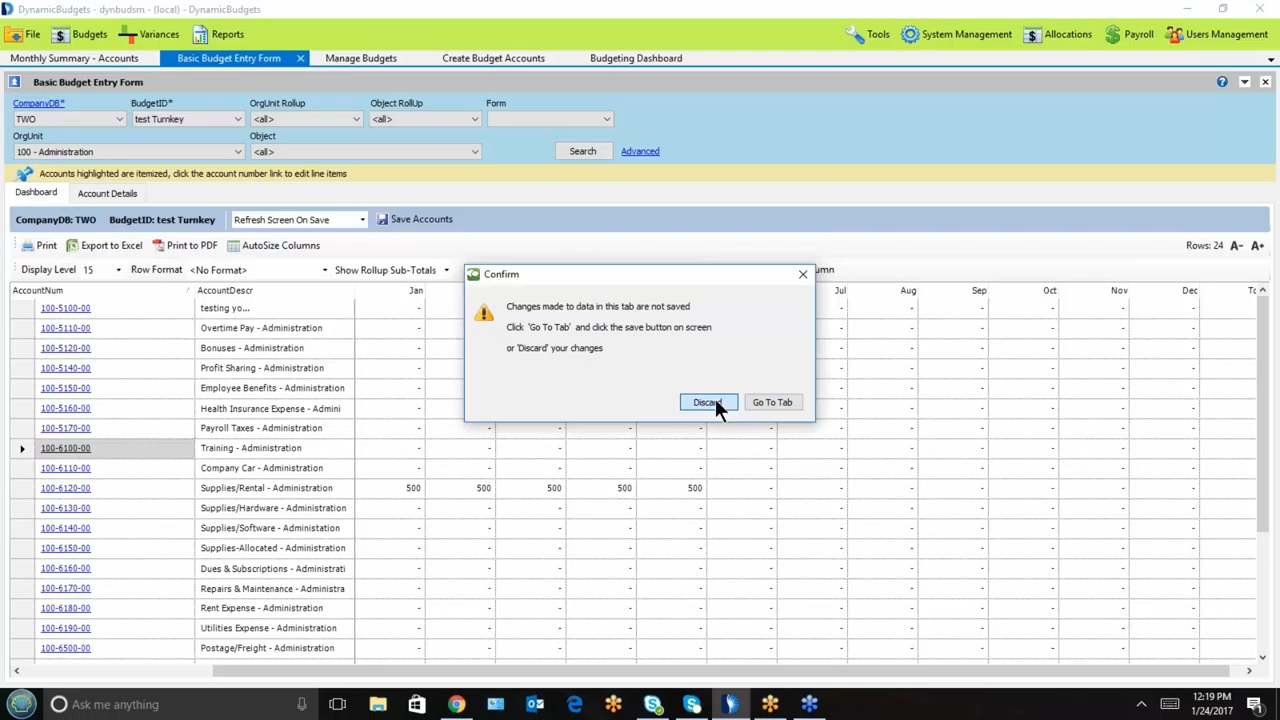 DynamicBudgets - dynbudsm - (local) - DynamicBudgets
File Budgets Variances Reports Tools System Management Allocations Payroll Users Management
Monthly Summary - Accounts Basic Budget Entry Form Manage Budgets Create Budget Accounts Budgeting Dashboard
Basic Budget Entry Form
CompanyDB* BudgetID* OrgUnit Rollup Object RollUp Form
TWO test Turnkey <all> <all>
OrgUnit Object
100 - Administration <all> Search Advanced
Accounts highlighted are itemized, click the account number link to edit line items
Dashboard Account Details
CompanyDB: TWO BudgetID: test Turnkey Refresh Screen On Save Save Accounts
Print Export to Excel Print to PDF AutoSize Columns Rows: 24 A- A+
Display Level 15 Row Format <No Format> Show Rollup Sub-Totals
AccountNum AccountDescr Jan Jul Aug Sep Oct Nov Dec To...
100-5100-00 testing yo... - - - - - - -
100-5110-00 Overtime Pay - Administration - - - - - - -
100-5120-00 Bonuses - Administration - - - - - - -
100-5140-00 Profit Sharing - Administration - - - - - - -
100-5150-00 Employee Benefits - Administration - - - - - - -
100-5160-00 Health Insurance Expense - Admini - - - - - - -
100-5170-00 Payroll Taxes - Administration - - - - - - - - - - - -
100-6100-00 Training - Administration - - - - - - - - - - - -
100-6110-00 Company Car - Administration - - - - - - - - - - - -
100-6120-00 Supplies/Rental - Administration 500 500 500 500 500 - - - - - - -
100-6130-00 Supplies/Hardware - Administration - - - - - - - - - - - -
100-6140-00 Supplies/Software - Administation - - - - - - - - - - - -
100-6150-00 Supplies-Allocated - Administration - - - - - - - - - - - -
100-6160-00 Dues & Subscriptions - Administrati - - - - - - - - - - - -
100-6170-00 Repairs & Maintenance - Administra - - - - - - - - - - - -
100-6180-00 Rent Expense - Administration - - - - - - - - - - - -
100-6190-00 Utilities Expense - Administration - - - - - - - - - - - -
100-6500-00 Postage/Freight - Administration - - - - - - - - - - - -
Confirm
Changes made to data in this tab are not saved
Click 'Go To Tab' and click the save button on screen
or 'Discard' your changes
Discard Go To Tab
Ask me anything
12:19 PM
1/24/2017